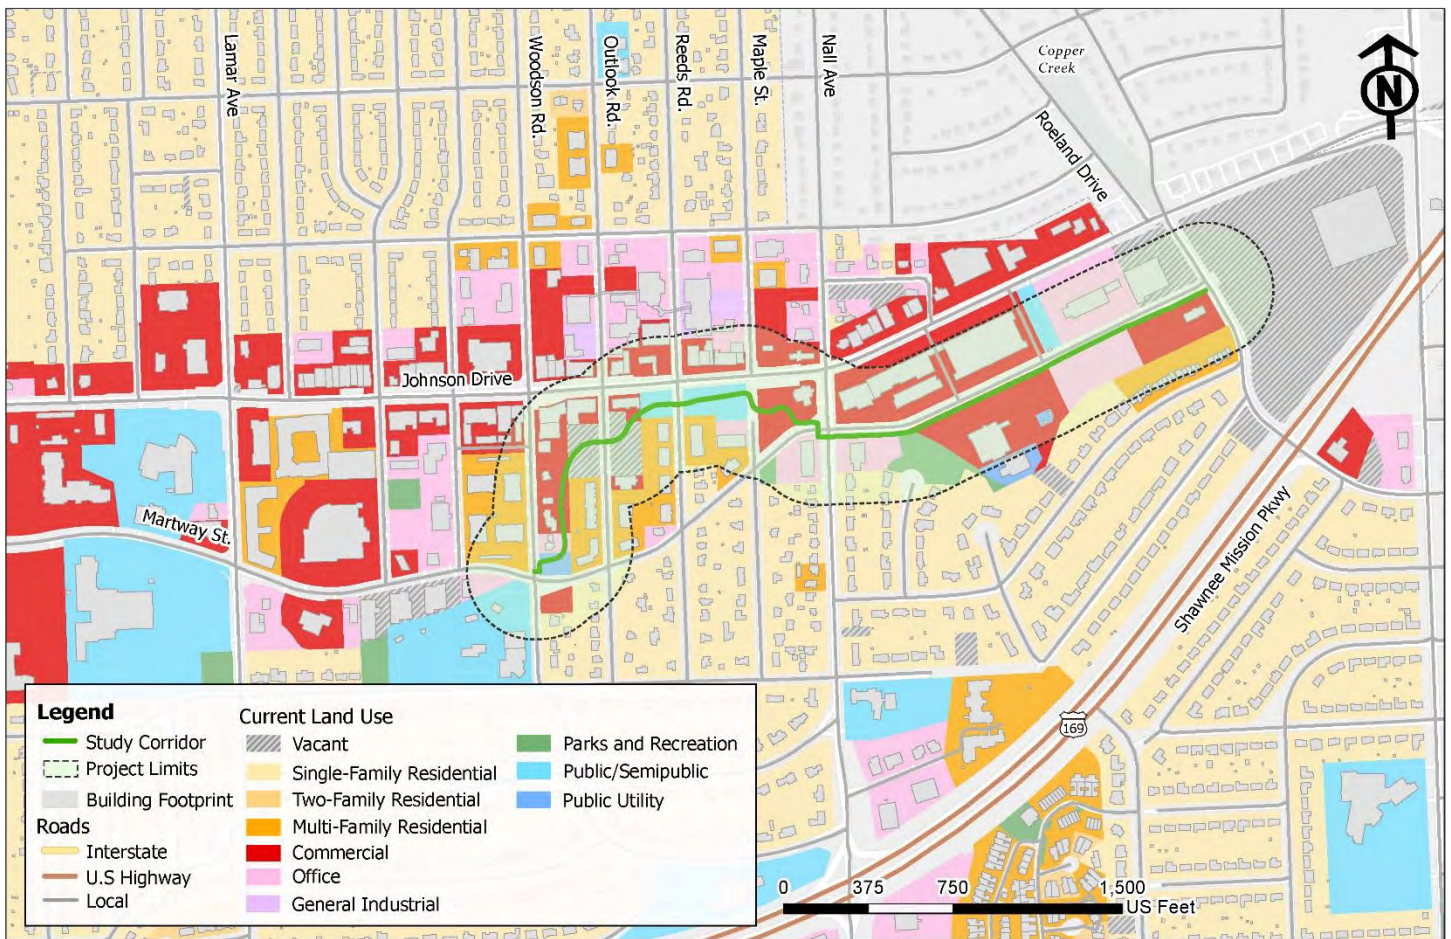 Lamar Ave
Woodson Rd.
Outlook Rd.
Reeds Rd.
Maple St.
Nall Ave
Copper
Creek
Roeland Drive
N
Johnson Drive
Martway St.
Shawnee Mission Pkwy
169
Legend
Study Corridor
Project Limits
Building Footprint
Roads
Interstate
U.S Highway
Local
Current Land Use
Vacant
Single-Family Residential
Two-Family Residential
Multi-Family Residential
Commercial
Office
General Industrial
Parks and Recreation
Public/Semipublic
Public Utility
0 375 750 1,500
US Feet